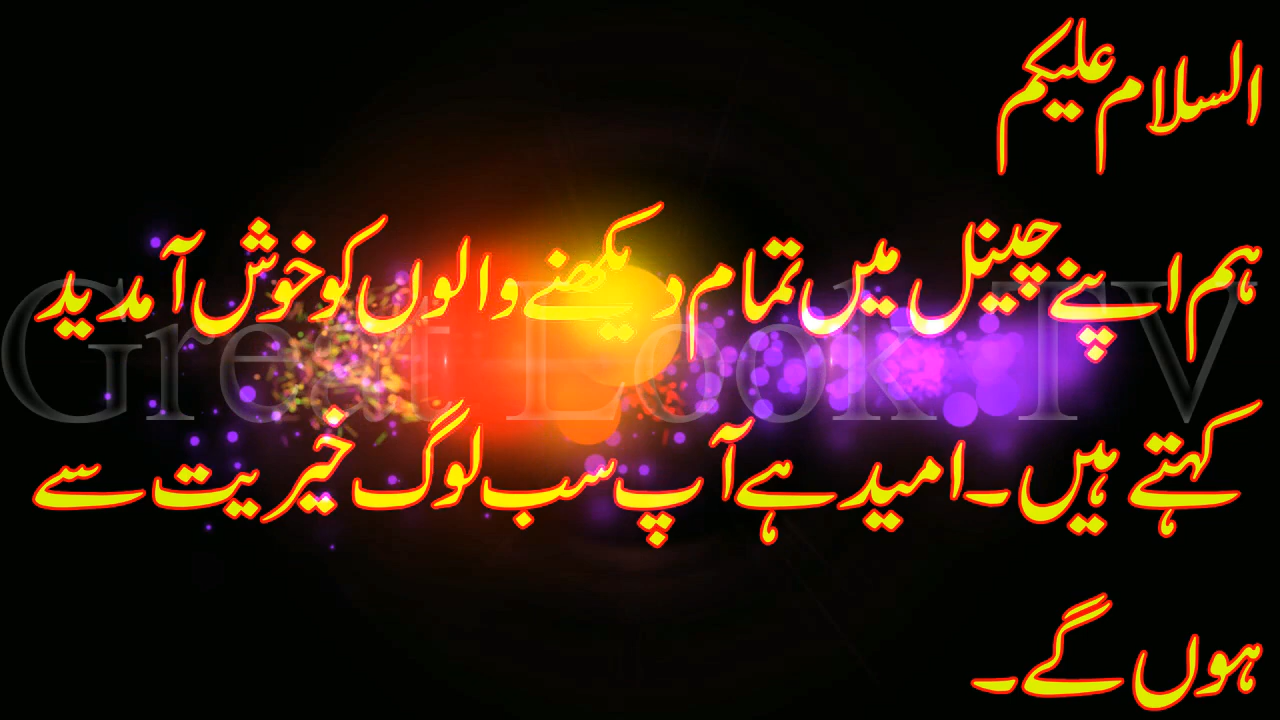 السلام علیکم
ہم اپنے چینل میں تمام دیکھنے والوں کو خوش آمدید
Great Look TV
کہتے ہیں۔ امید ہے آپ سب لوگ خیریت سے
ہوں گے۔